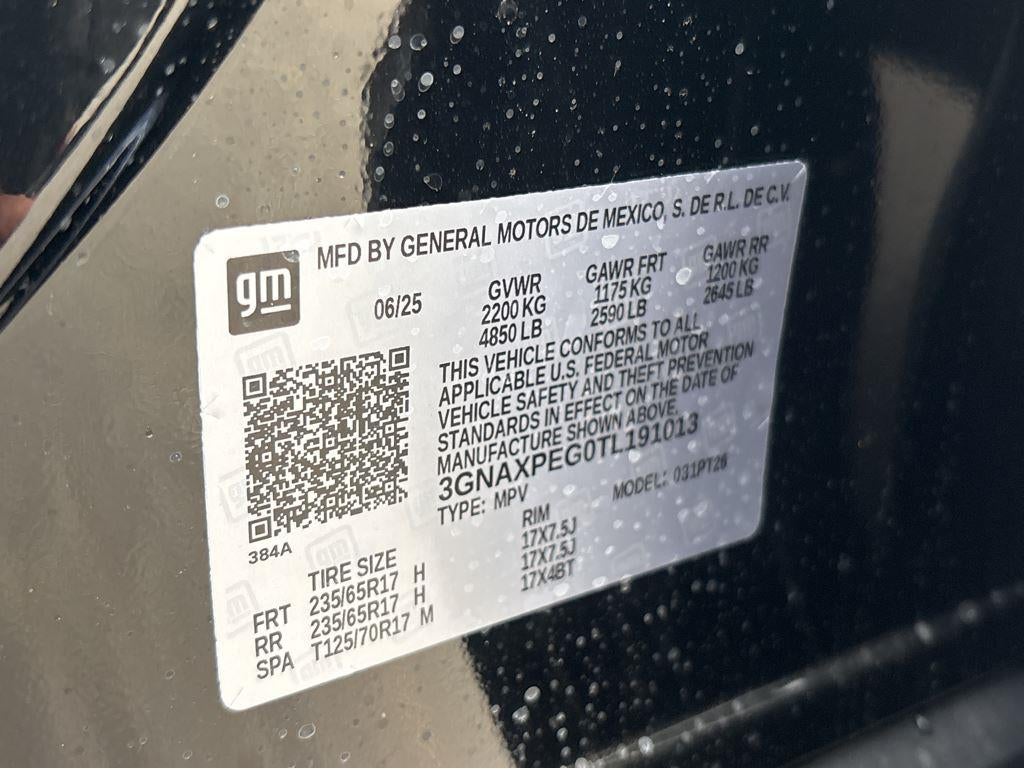 MFD BY GENERAL MOTORS DE MEXICO, S. DE R.L. DE C.V.
gm
06/25
GVWR
2200 KG
4850 LB
GAWR FRT
1175 KG
2590 LB
GAWR RR
1200 KG
2645 LB
THIS VEHICLE CONFORMS TO ALL
APPLICABLE U.S. FEDERAL MOTOR
VEHICLE SAFETY AND THEFT PREVENTION
STANDARDS IN EFFECT ON THE DATE OF
MANUFACTURE SHOWN ABOVE.
3GNAXPEG0TL191013
TYPE: MPV MODEL: 031PT26
384A
TIRE SIZE RIM
FRT 235/65R17 H 17X7.5J
RR 235/65R17 H 17X7.5J
SPA T125/70R17 M 17X4BT